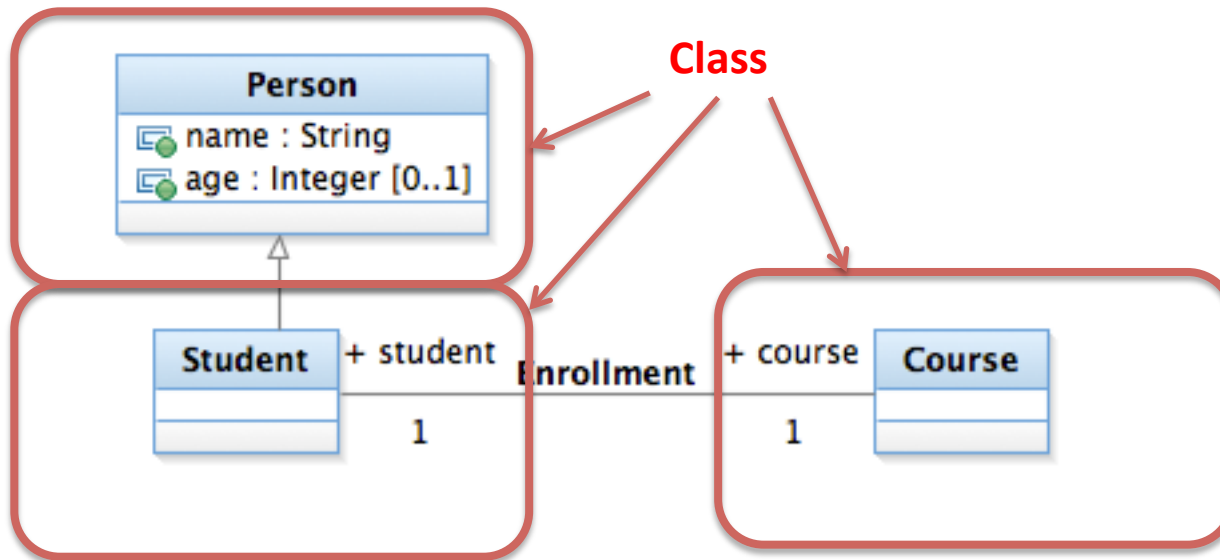 Class
Person
name : String
age : Integer [0..1]
Student
+ student
Enrollment
+ course
Course
1
1